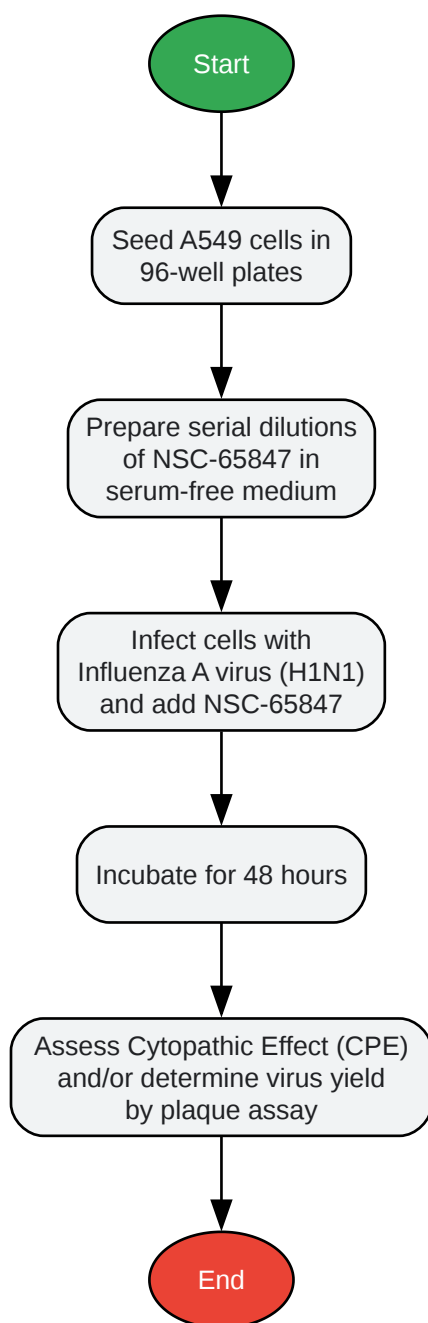 Start
Seed A549 cells in
96-well plates
Prepare serial dilutions
of NSC-65847 in
serum-free medium
Infect cells with
Influenza A virus (H1N1)
and add NSC-65847
Incubate for 48 hours
Assess Cytopathic Effect (CPE)
and/or determine virus yield
by plaque assay
End